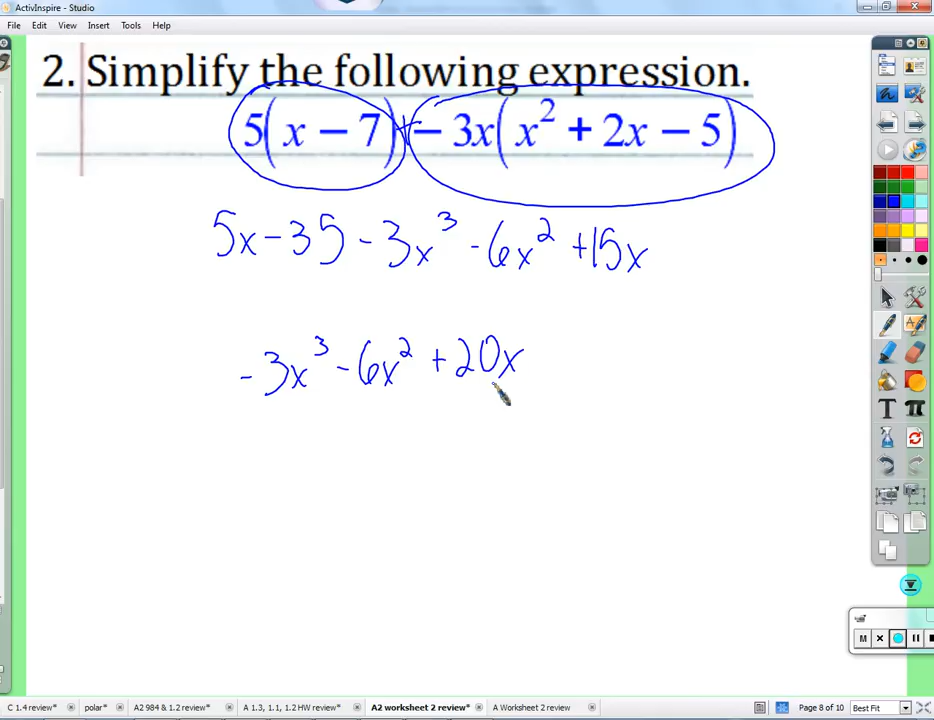 ActivInspire - Studio
File Edit View Insert Tools Help
2. Simplify the following expression.
5(x − 7) + − 3x(x² + 2x − 5)
5x − 35 − 3x³ − 6x² + 15x
- 3x³ - 6x² + 20x
M
C 1.4 review* polar* A2 984 & 1.2 review* A 1.3, 1.1, 1.2 HW review* A2 worksheet 2 review* A Worksheet 2 review Page 8 of 10 Best Fit